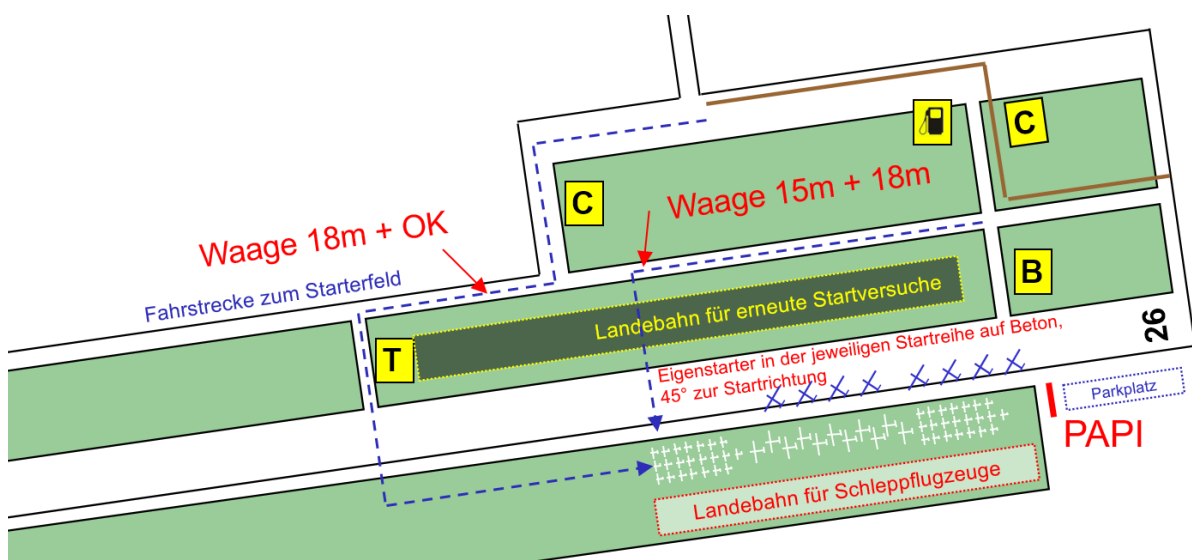 C
C
Waage 15m + 18m
Waage 18m + OK
Fahrstrecke zum Starterfeld
B
Landebahn für erneute Startversuche
26
T
Eigenstarter in der jeweiligen Startreihe auf Beton,
45° zur Startrichtung
Parkplatz
PAPI
Landebahn für Schleppflugzeuge